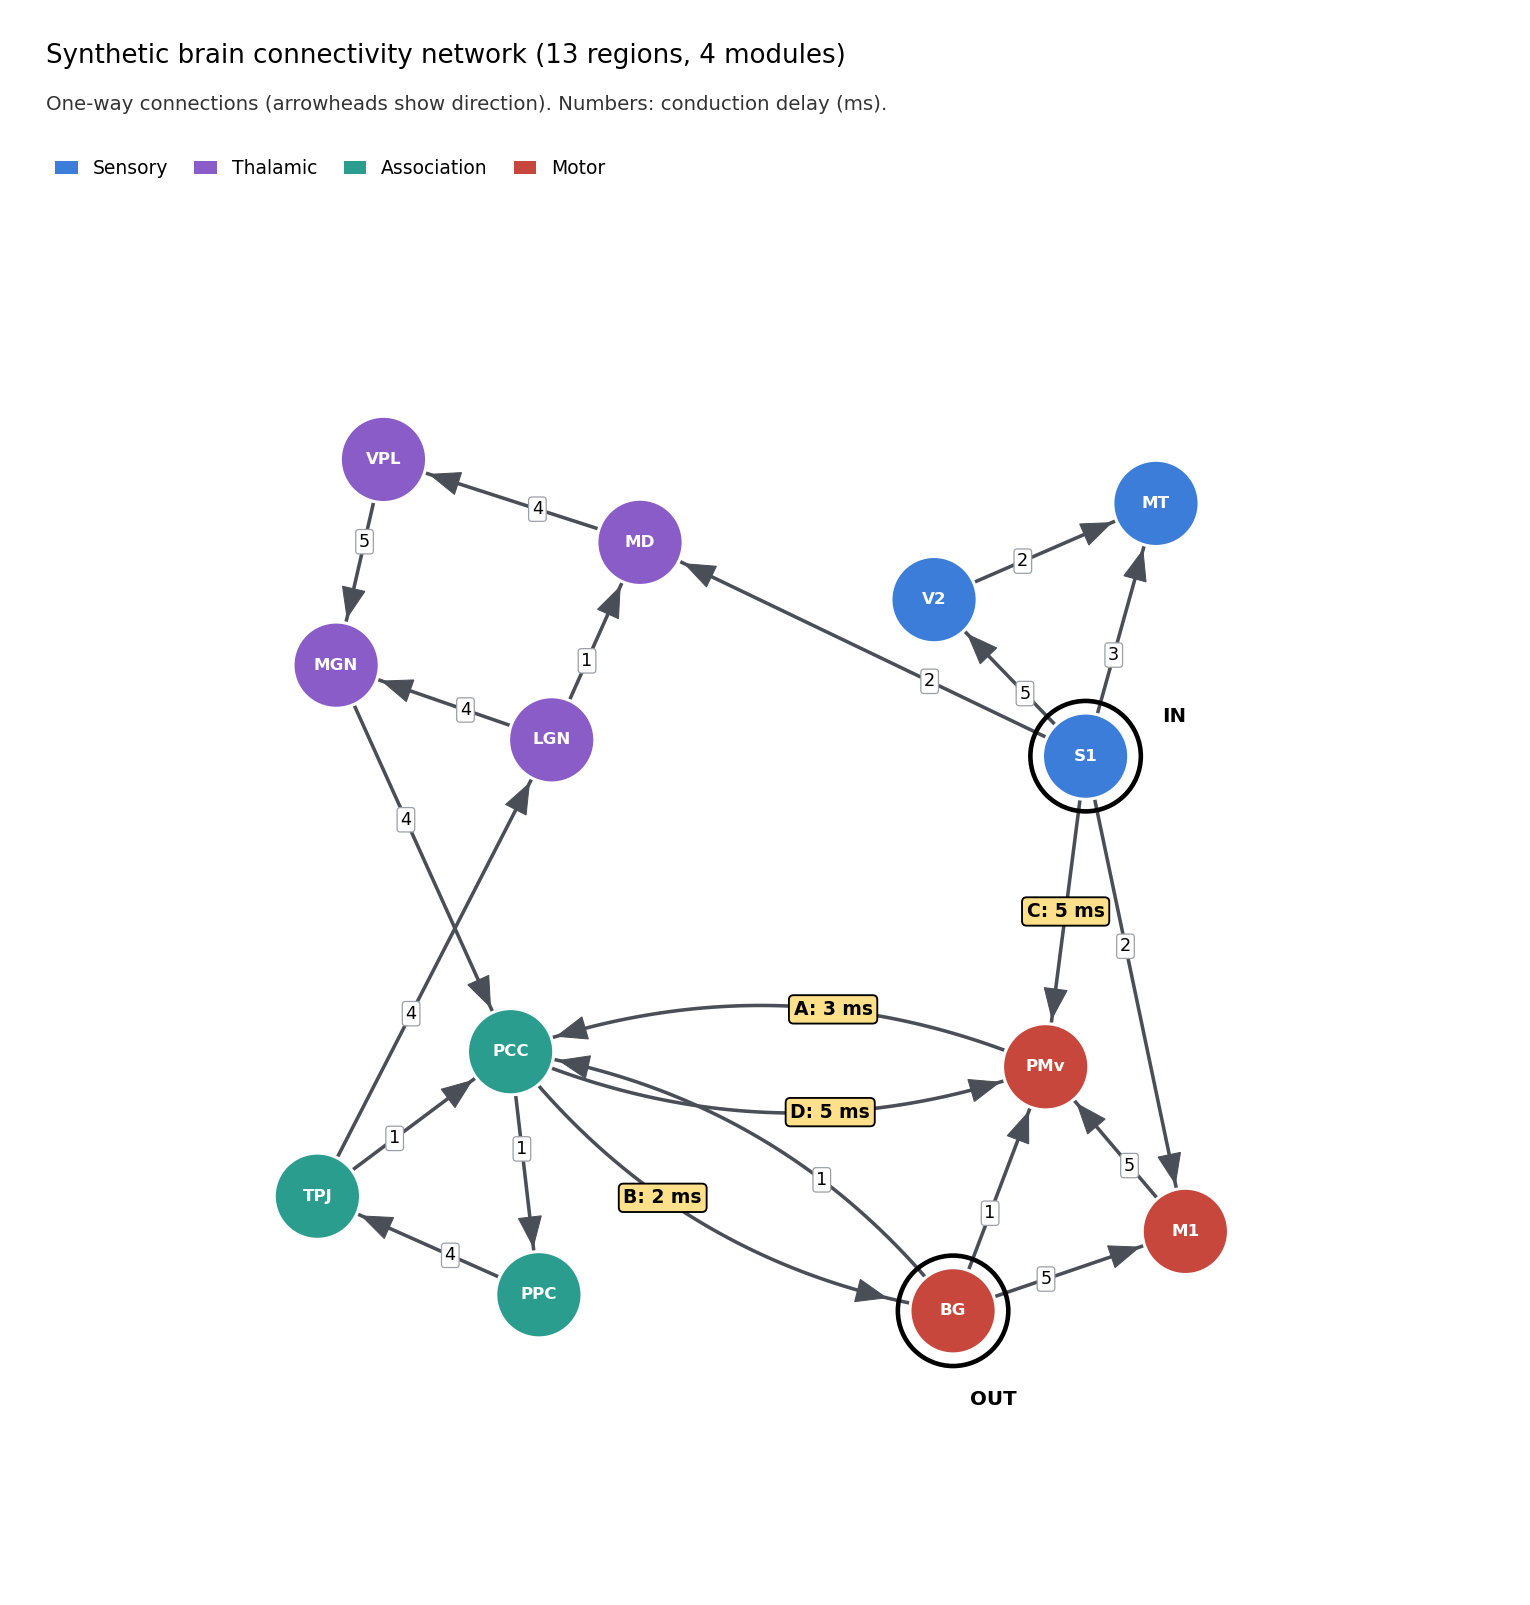 Synthetic brain connectivity network (13 regions, 4 modules)
One-way connections (arrowheads show direction). Numbers: conduction delay (ms).
Sensory Thalamic Association Motor
VPL
MT
4
MD
5
2
V2
MGN
1
3
2
5
4
LGN
S1
IN
4
C: 5 ms
2
A: 3 ms
4
PCC
PMv
D: 5 ms
1
1
5
1
TPJ
B: 2 ms
1
M1
4
5
PPC
BG
OUT